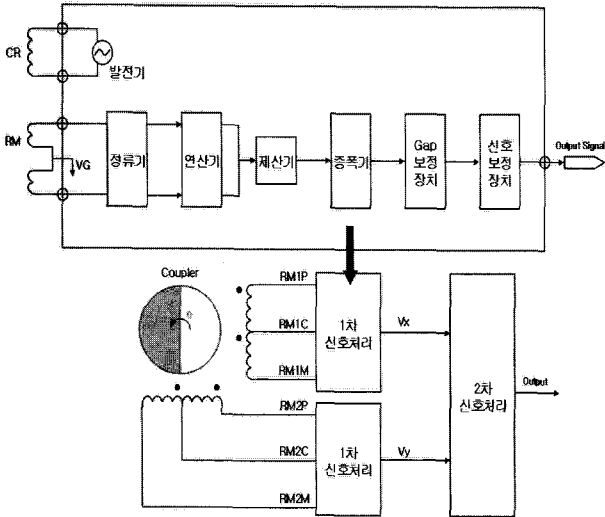 CR
발전기
RM
VG
정류기
연산기
제산기
증폭기
Gap
보정
장치
신호
보정
장치
Output Signal
Coupler
θ
RM1P
RM1C
RM1M
1차
신호처리
Vx
RM2P
RM2C
RM2M
1차
신호처리
Vy
2차
신호처리
Output